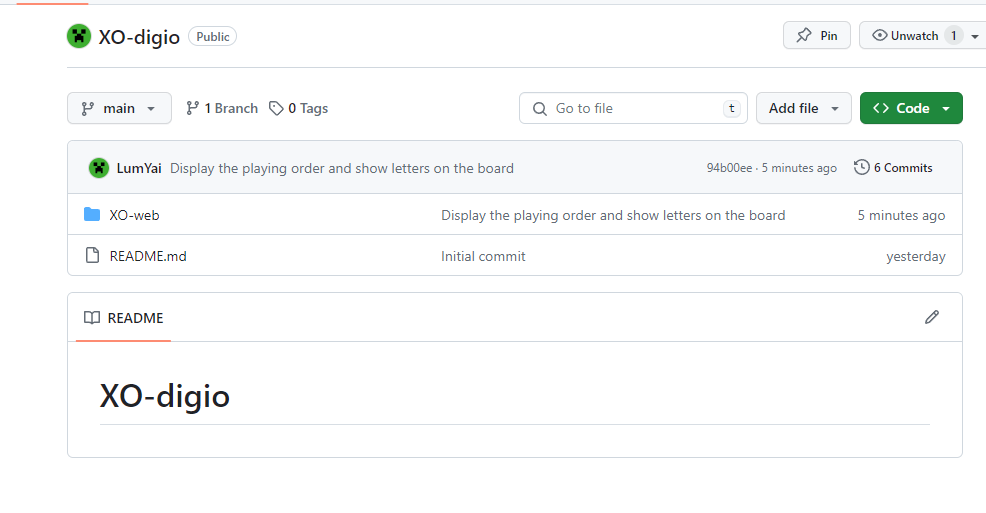 XO-digio Public Pin Unwatch 1
main 1 Branch 0 Tags Go to file t Add file Code
LumYai Display the playing order and show letters on the board 94b00ee · 5 minutes ago 6 Commits
XO-web Display the playing order and show letters on the board 5 minutes ago
README.md Initial commit yesterday
README
XO-digio